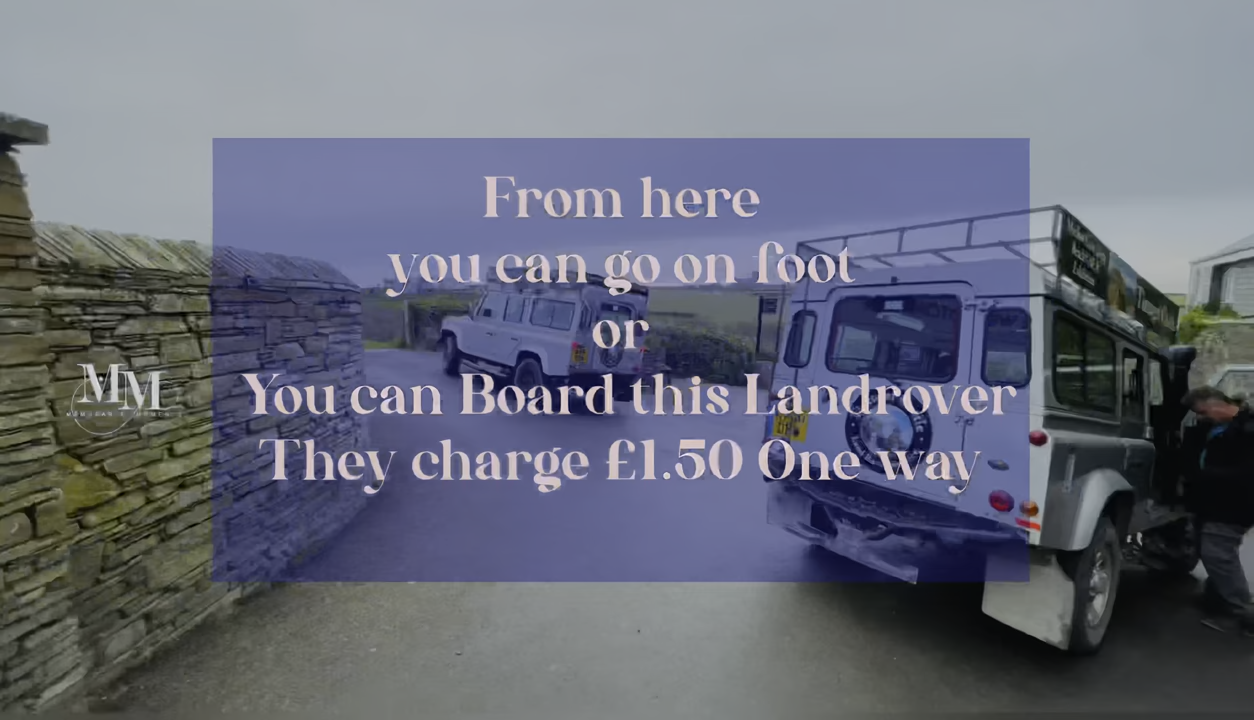 From here
you can go on foot
or
You can Board this Landrover
They charge £1.50 One way
MM